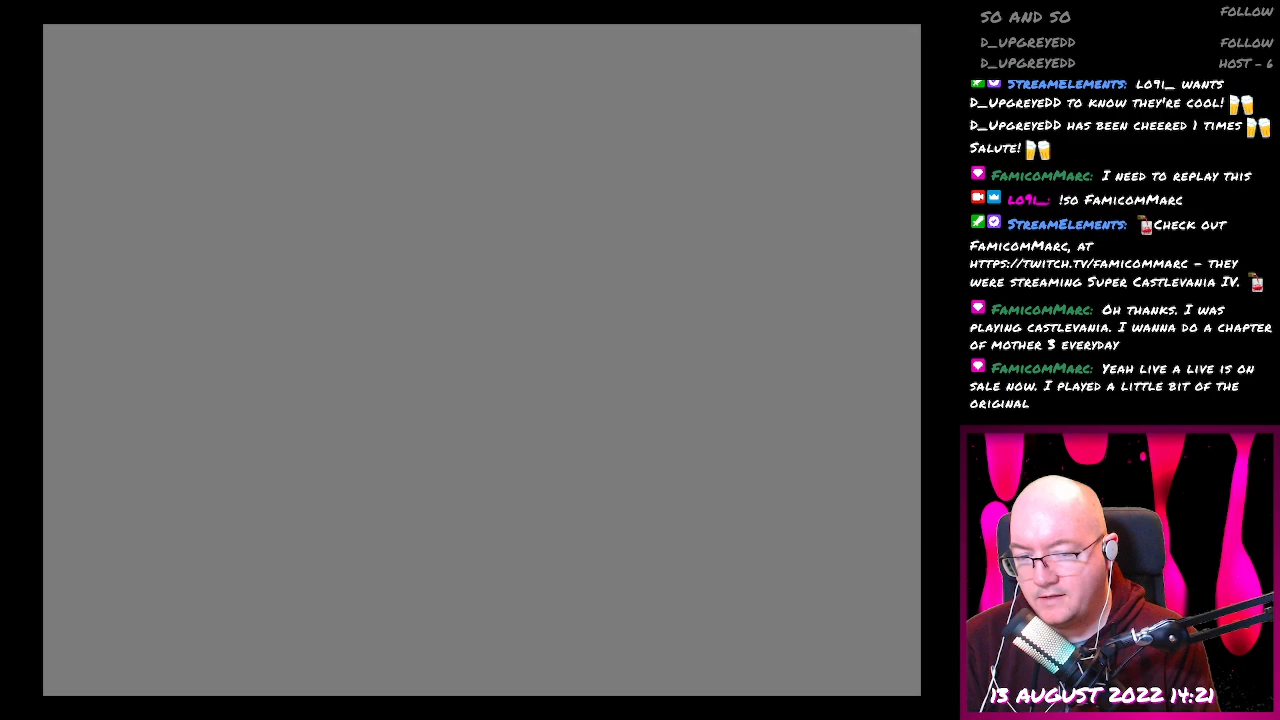 SO AND SO FOLLOW
D_UPGREYEDD FOLLOW
D_UPGREYEDD HOST - 6
STREAMELEMENTS: LO9I_ WANTS
D_UPGREYEDD TO KNOW THEY'RE COOL!
D_UPGREYEDD HAS BEEN CHEERED 1 TIMES
SALUTE!
FAMICOMMARC: I NEED TO REPLAY THIS
LO9I_: !SO FAMICOMMARC
STREAMELEMENTS: CHECK OUT
FAMICOMMARC, AT
HTTPS://TWITCH.TV/FAMICOMMARC - THEY
WERE STREAMING SUPER CASTLEVANIA IV.
FAMICOMMARC: OH THANKS. I WAS
PLAYING CASTLEVANIA. I WANNA DO A CHAPTER
OF MOTHER 3 EVERYDAY
FAMICOMMARC: YEAH LIVE A LIVE IS ON
SALE NOW. I PLAYED A LITTLE BIT OF THE
ORIGINAL
13 AUGUST 2022 14:21